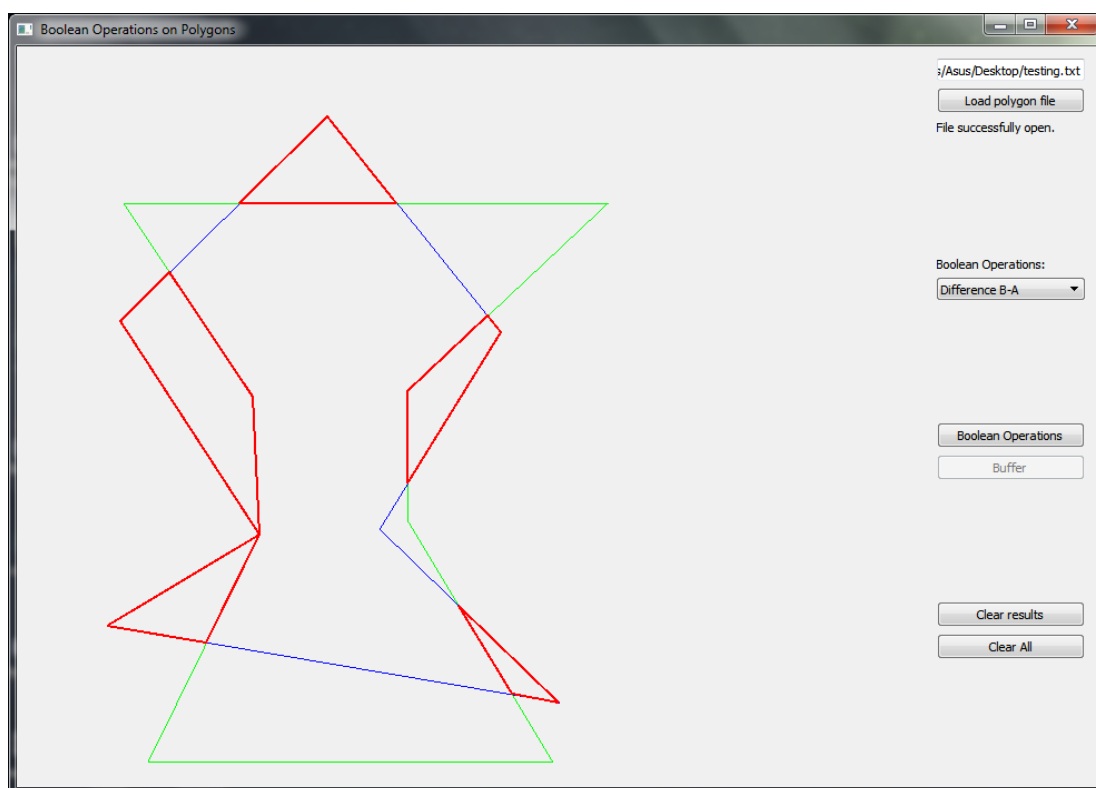 Boolean Operations on Polygons
;/Asus/Desktop/testing.txt
Load polygon file
File successfully open.
Boolean Operations:
Difference B-A
Boolean Operations
Buffer
Clear results
Clear All